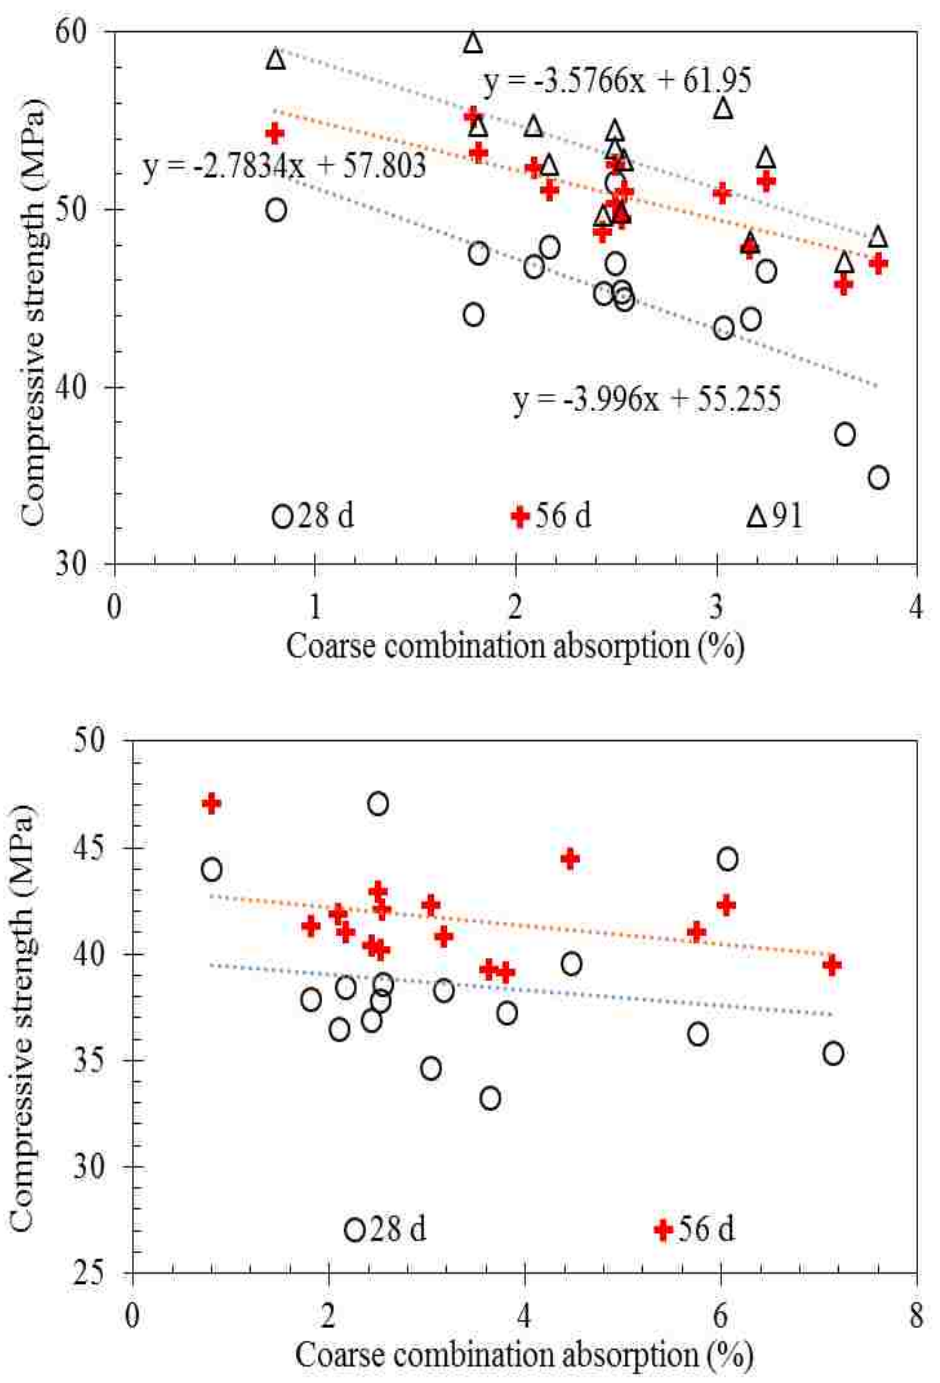 60
50
40
30
Compressive strength (MPa)
y = -3.5766x + 61.95
y = -2.7834x + 57.803
y = -3.996x + 55.255
28 d
56 d
91
0 1 2 3 4
Coarse combination absorption (%)
50
45
40
35
30
25
Compressive strength (MPa)
28 d
56 d
0 2 4 6 8
Coarse combination absorption (%)